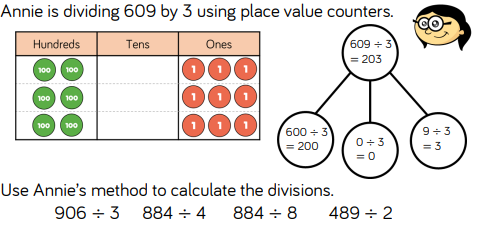 Annie is dividing 609 by 3 using place value counters.
Hundreds Tens Ones
100 100 1 1 1
100 100 1 1 1
100 100 1 1 1
609 ÷ 3
= 203
600 ÷ 3
= 200
0 ÷ 3
= 0
9 ÷ 3
= 3
Use Annie's method to calculate the divisions.
906 ÷ 3 884 ÷ 4 884 ÷ 8 489 ÷ 2